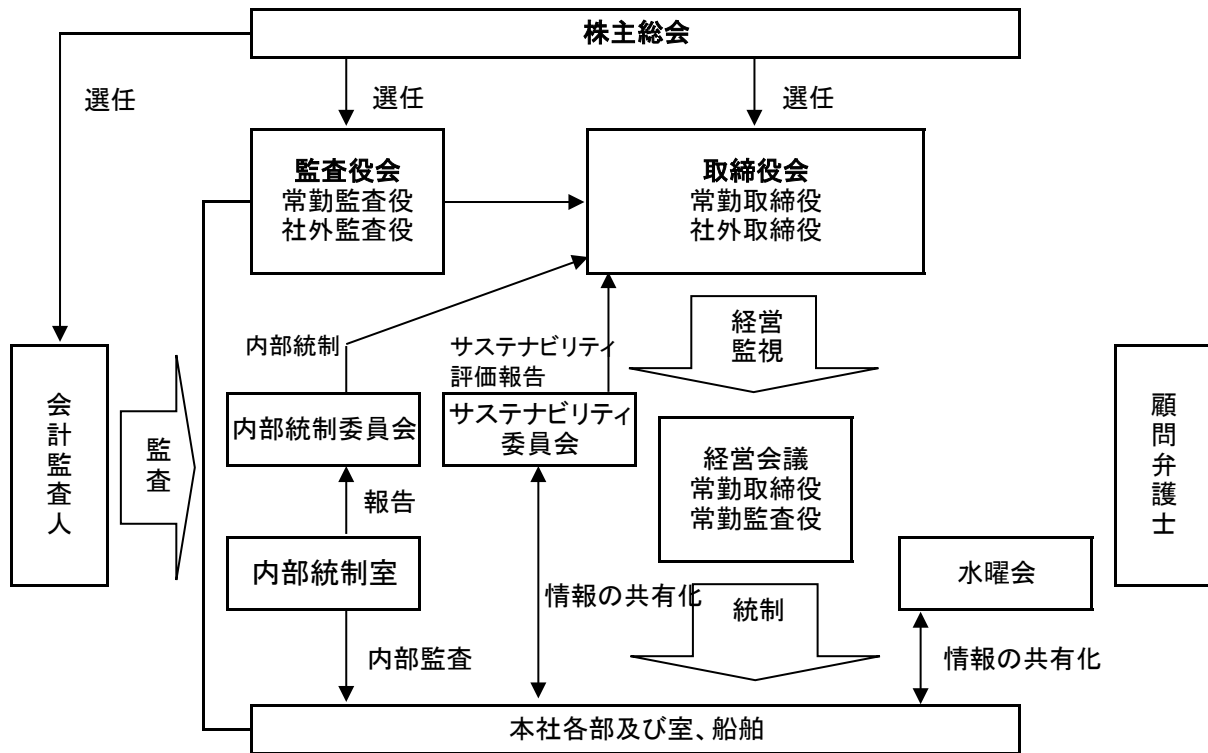 株主総会
選任
選任
選任
監査役会
常勤監査役
社外監査役
取締役会
常勤取締役
社外取締役
内部統制
サステナビリティ
評価報告
経営
監視
会計監査人
監査
内部統制委員会
サステナビリティ
委員会
経営会議
常勤取締役
常勤監査役
顧問弁護士
報告
内部統制室
情報の共有化
統制
水曜会
内部監査
情報の共有化
本社各部及び室、船舶